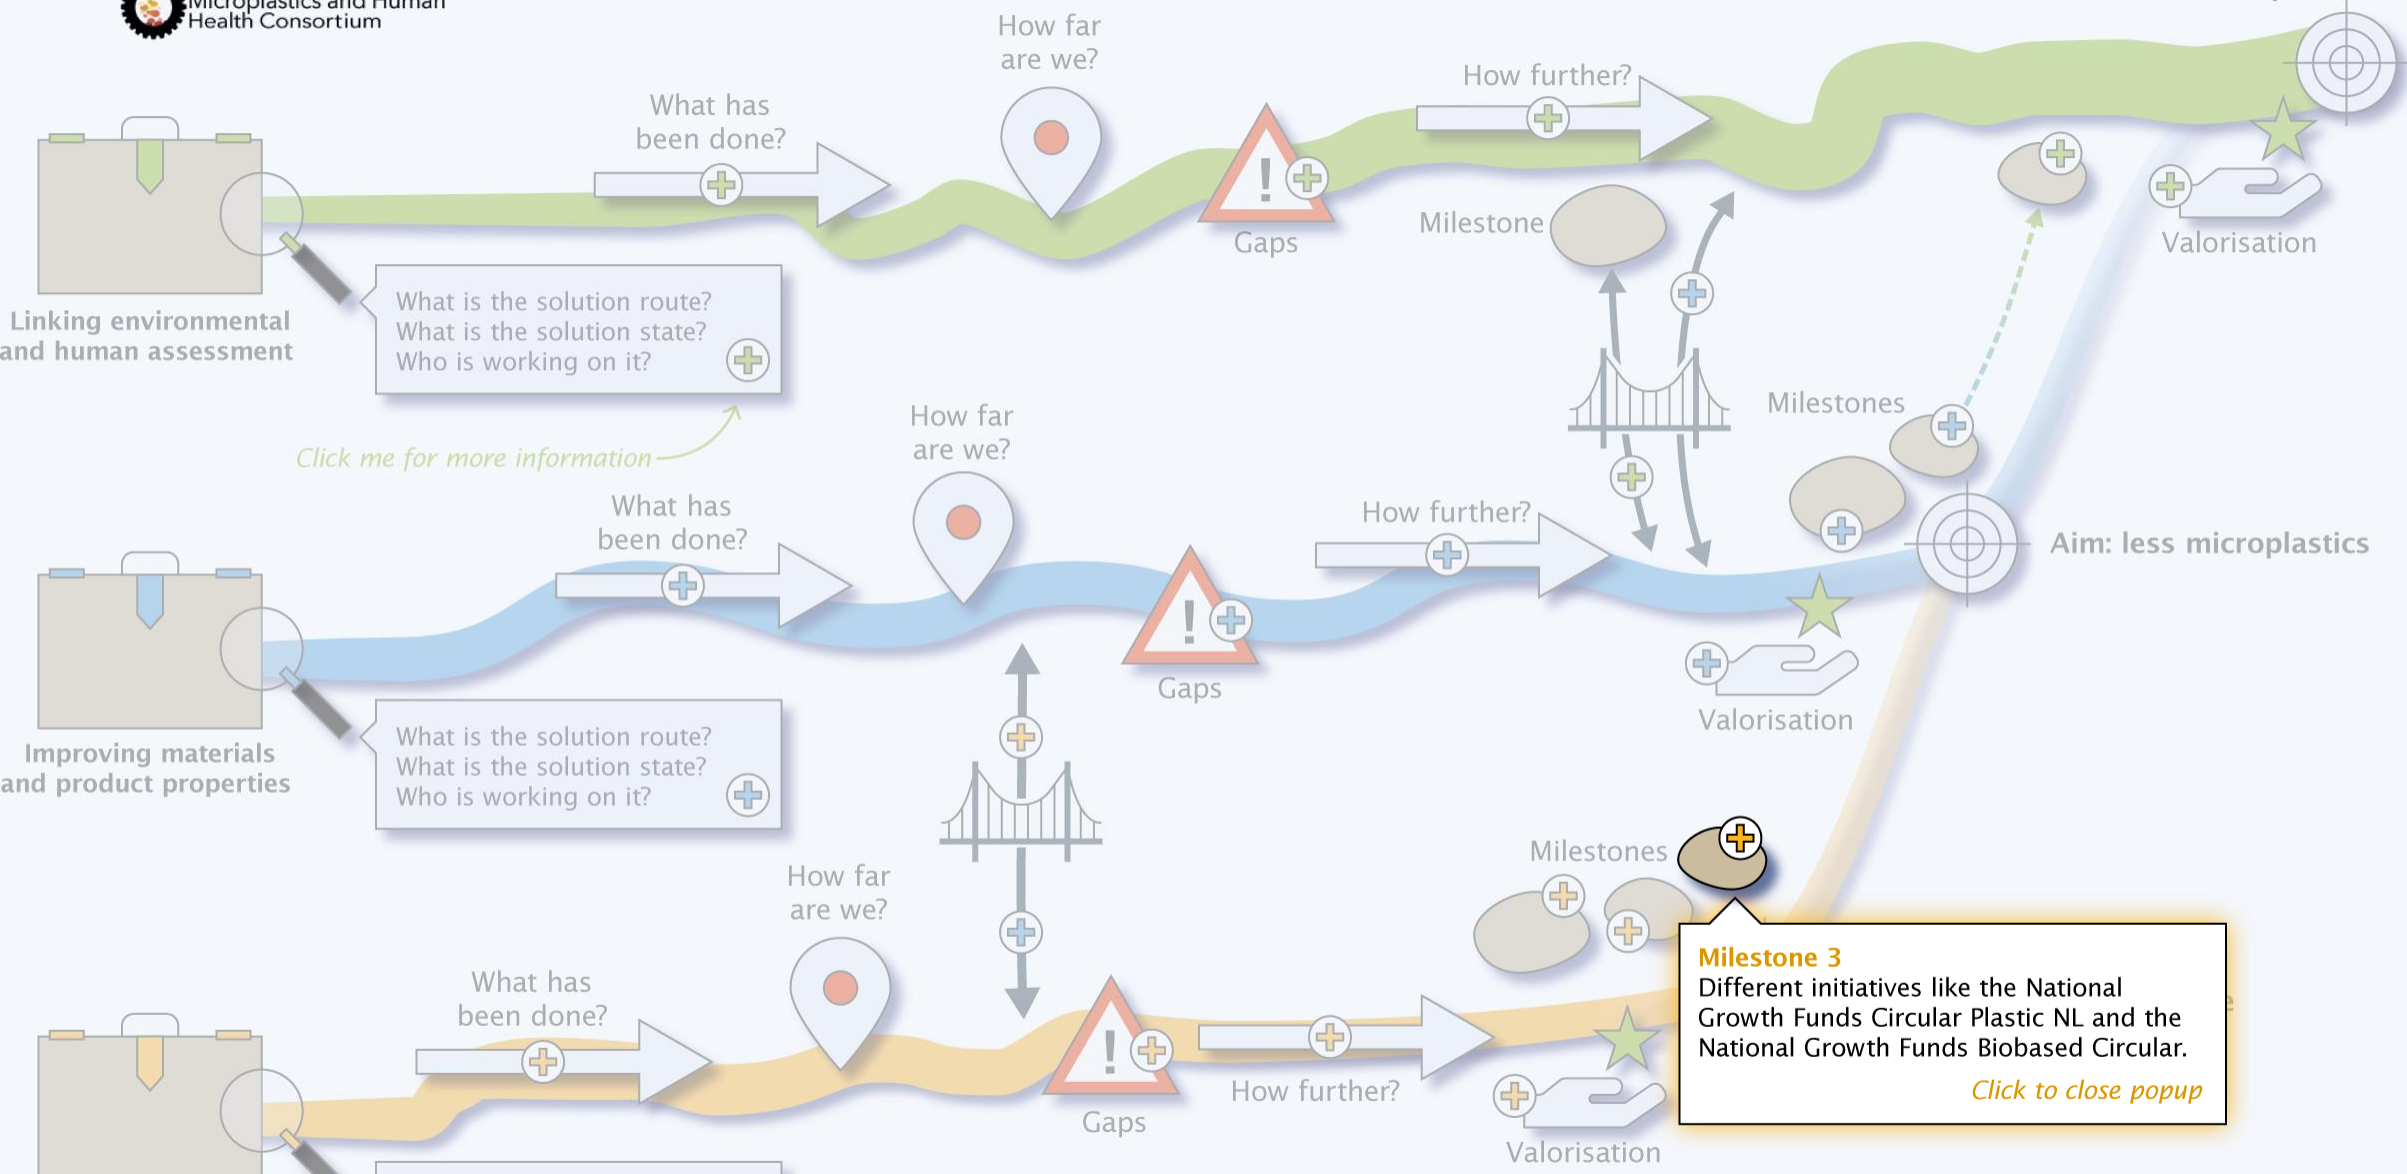 Microplastics and Human
Health Consortium
How far
are we?
How further?
What has
been done?
Gaps
Milestone
Valorisation
Linking environmental
and human assessment
What is the solution route?
What is the solution state?
Who is working on it?
Click me for more information
How far
are we?
Milestones
What has
been done?
How further?
Aim: less microplastics
Gaps
Valorisation
Improving materials
and product properties
What is the solution route?
What is the solution state?
Who is working on it?
Milestones
How far
are we?
What has
been done?
Gaps
How further?
Valorisation
Milestone 3
Different initiatives like the National
Growth Funds Circular Plastic NL and the
National Growth Funds Biobased Circular.
Click to close popup